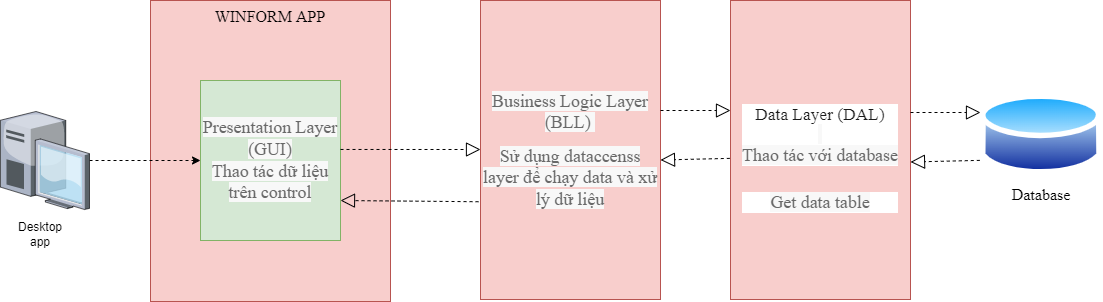 WINFORM APP
Presentation Layer
(GUI)
Thao tác dữ liệu
trên control
Desktop
app
Business Logic Layer
(BLL)
Sử dụng dataccenss
layer để chạy data và xử
lý dữ liệu
Data Layer (DAL)
Thao tác với database
Get data table
Database